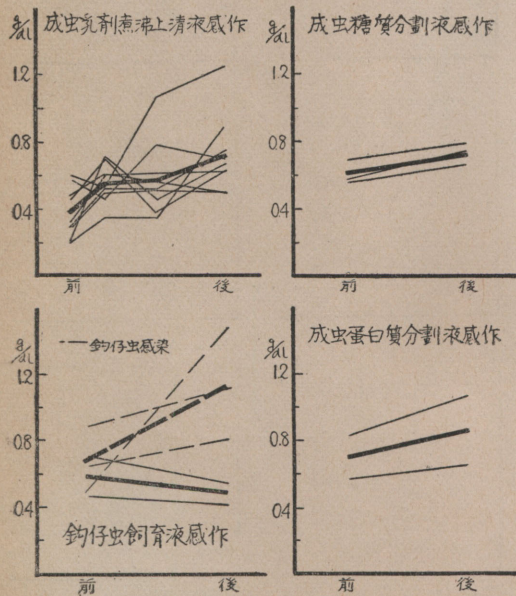 g/dl
成虫乳剤煮沸上清液感作
1.2
0.8
0.4
前 後
g/dl
成虫糖質分劃液感作
1.2
0.8
0.4
前 後
g/dl
鈎仔虫感染
1.2
0.8
0.4
鈎仔虫飼育液感作
前 後
g/dl
成虫蛋白質分劃液感作
1.2
0.8
0.4
前 後